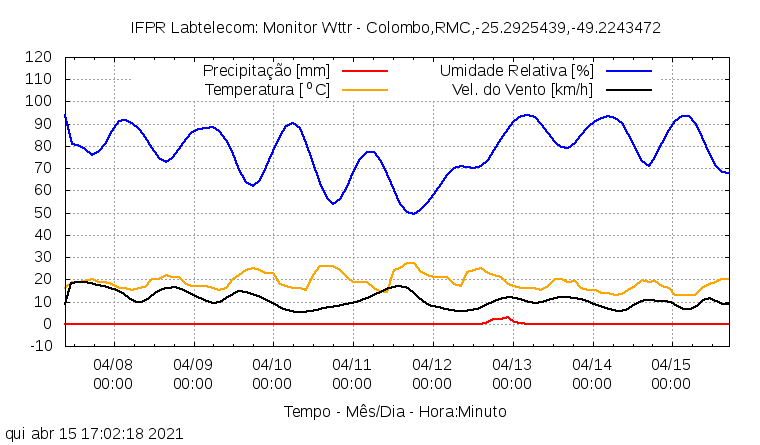 IFPR Labtelecom: Monitor Wttr - Colombo,RMC,-25.2925439,-49.2243472
120
110
100
90
80
70
60
50
40
30
20
10
0
-10
Precipitação [mm]
Temperatura [ ⁰C]
Umidade Relativa [%]
Vel. do Vento [km/h]
04/08 04/09 04/10 04/11 04/12 04/13 04/14 04/15
00:00 00:00 00:00 00:00 00:00 00:00 00:00 00:00
Tempo - Mês/Dia - Hora:Minuto
qui abr 15 17:02:18 2021